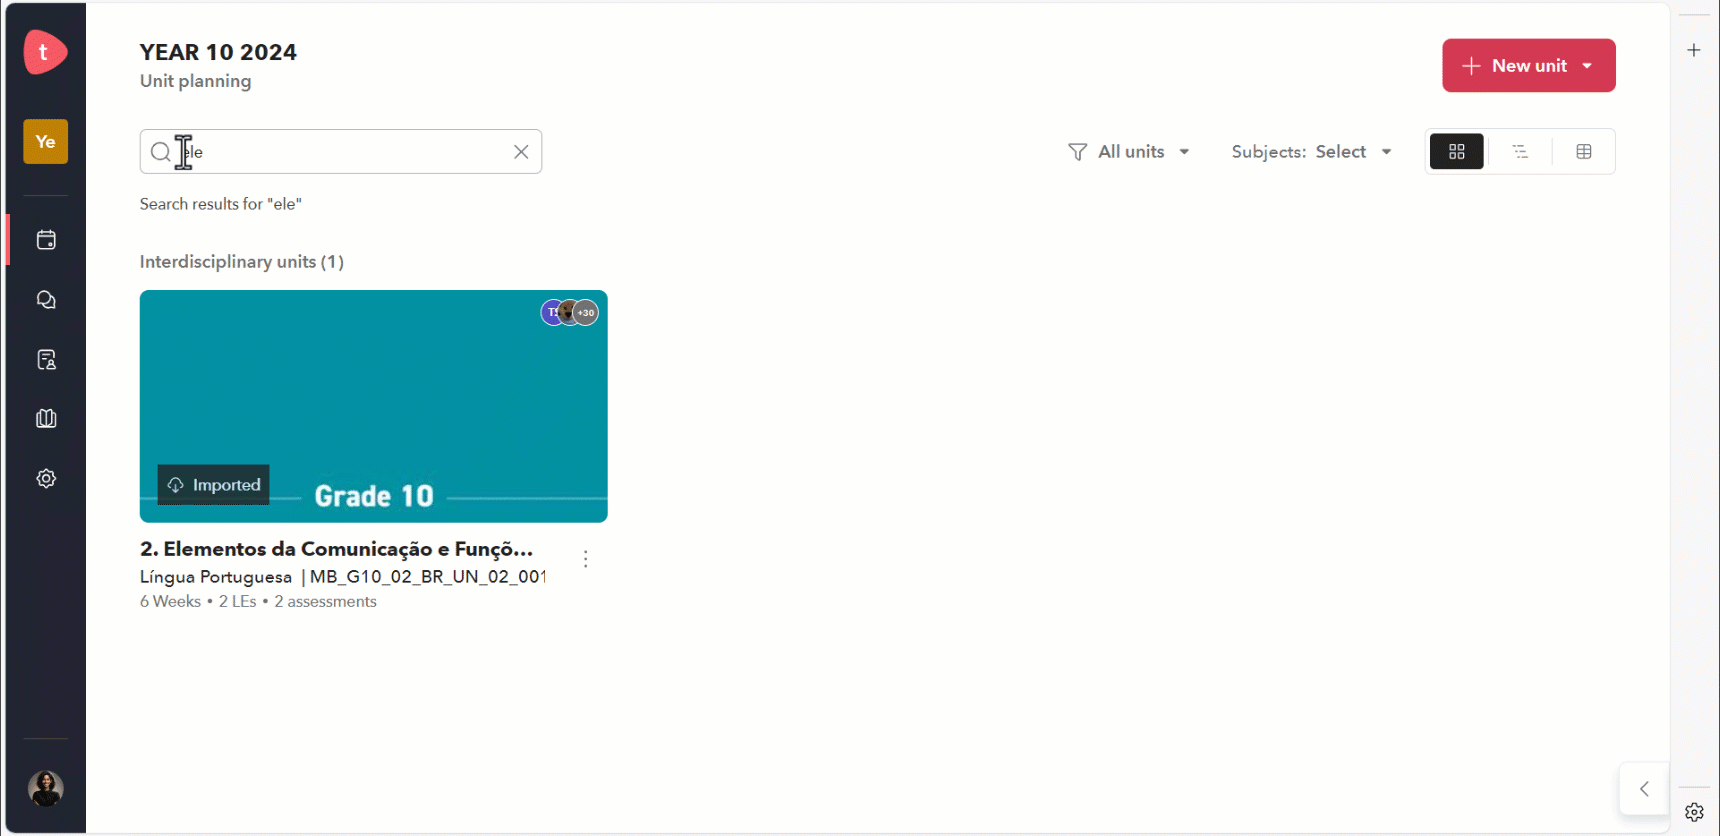 t
YEAR 10 2024
Unit planning
New unit
Ye
ele
All units
Subjects: Select
Search results for "ele"
Interdisciplinary units (1)
+30
Imported
Grade 10
2. Elementos da Comunicação e Funçõ...
Língua Portuguesa | MB_G10_02_BR_UN_02_001
6 Weeks • 2 LEs • 2 assessments